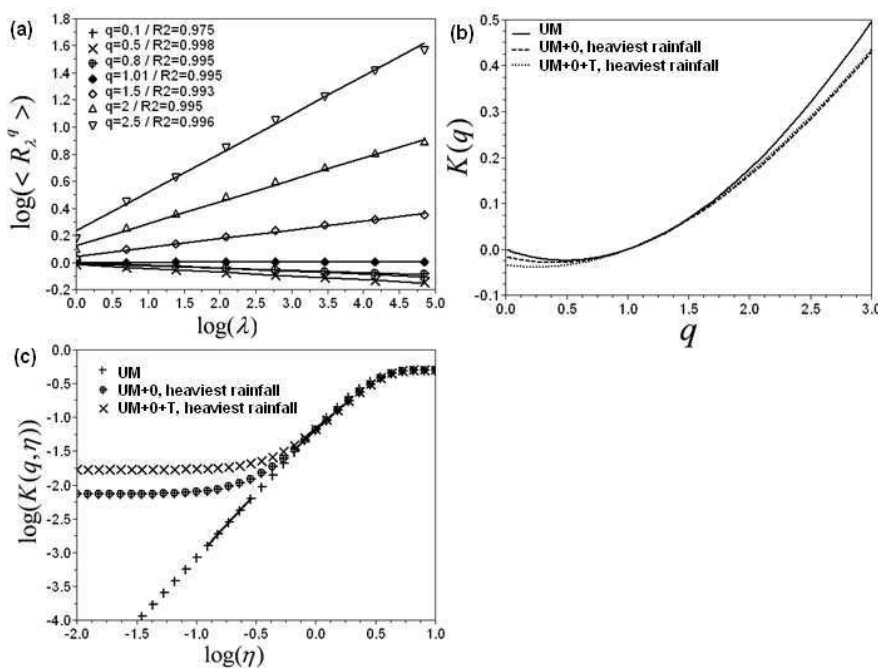 (a)
q=0.1 / R2=0.975
q=0.5 / R2=0.998
q=0.8 / R2=0.995
q=1.01 / R2=0.995
q=1.5 / R2=0.993
q=2 / R2=0.995
q=2.5 / R2=0.996
1.8
1.6
1.4
1.2
1.0
0.8
0.6
0.4
0.2
0.0
-0.2
log(< R_λ^q >)
0.0 0.5 1.0 1.5 2.0 2.5 3.0 3.5 4.0 4.5 5.0
log(λ)
(b)
UM
UM+0, heaviest rainfall
UM+0+T, heaviest rainfall
0.5
0.4
0.3
0.2
0.1
-0.0
-0.1
K(q)
0.0 0.5 1.0 1.5 2.0 2.5 3.0
q
(c)
UM
UM+0, heaviest rainfall
UM+0+T, heaviest rainfall
0.0
-0.5
-1.0
-1.5
-2.0
-2.5
-3.0
-3.5
-4.0
log(K(q,η))
-2.0 -1.5 -1.0 -0.5 0.0 0.5 1.0
log(η)